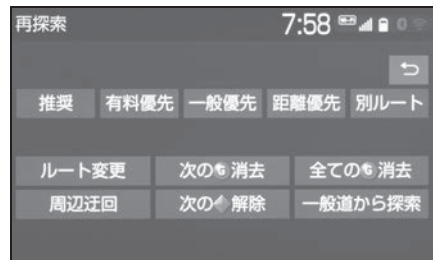 再探索 7:58
推奨 有料優先 一般優先 距離優先 別ルート
ルート変更 次のG消去 全てのG消去
周辺迂回 次の解除 一般道から探索